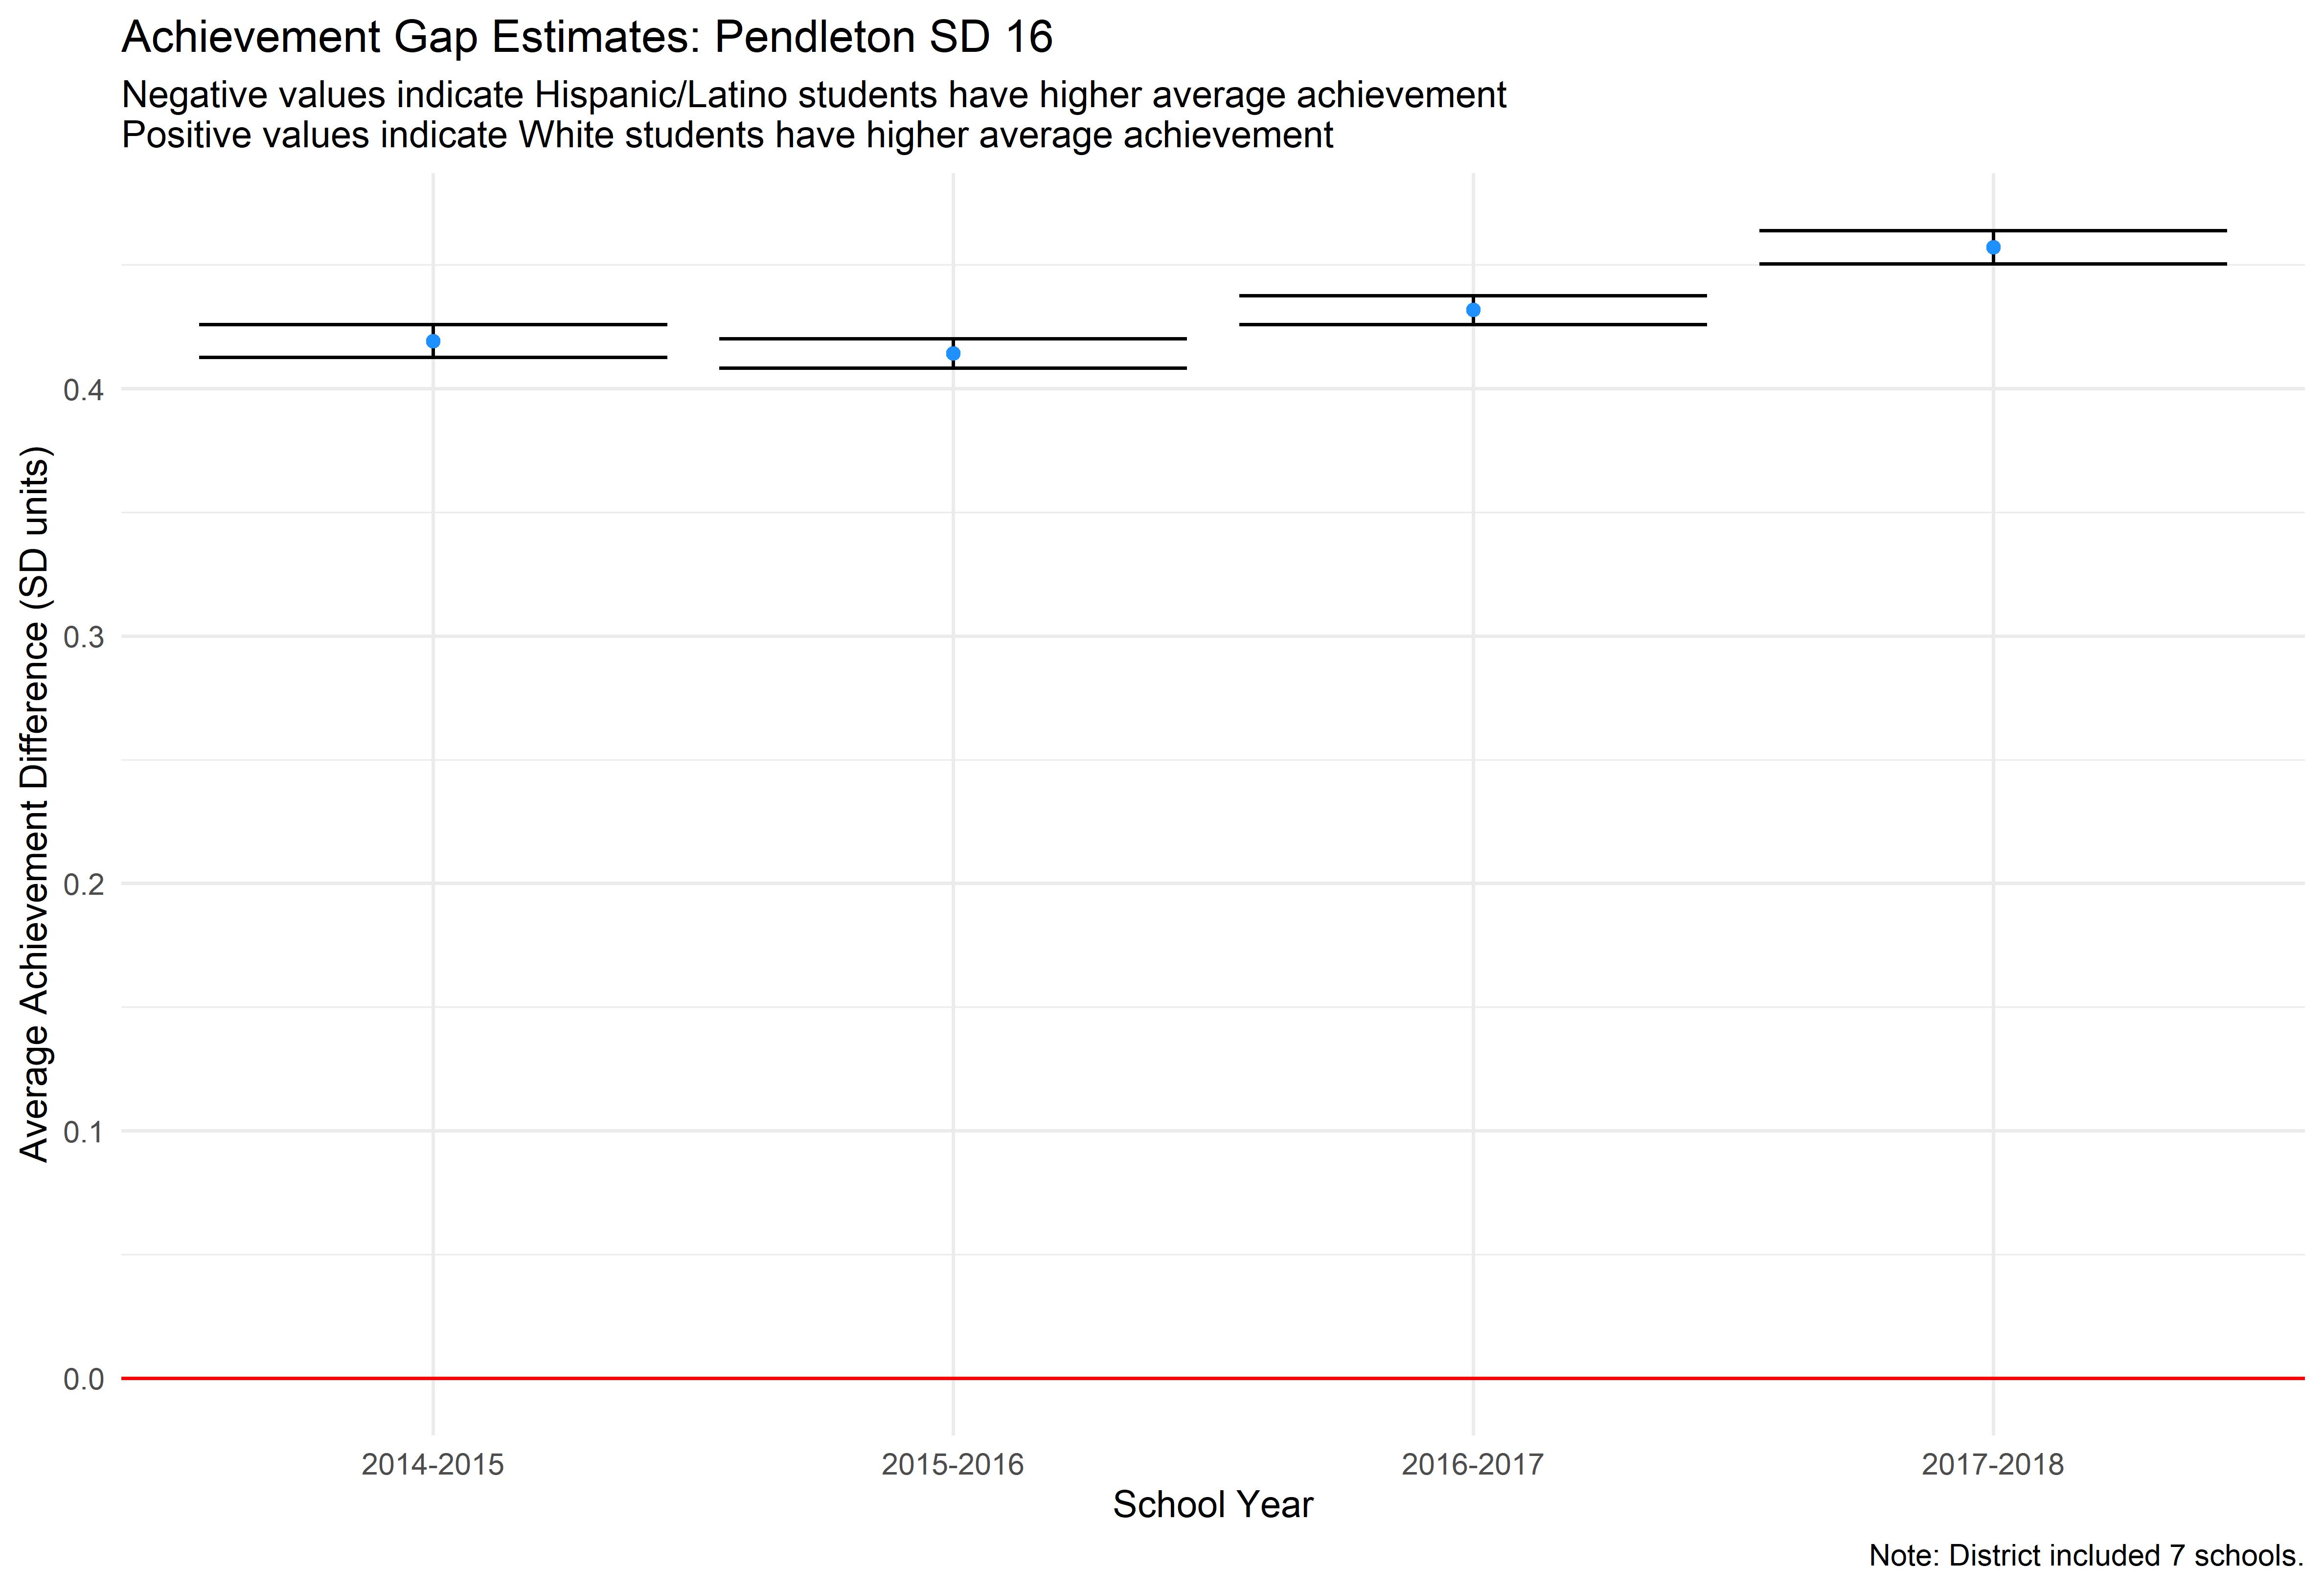 Achievement Gap Estimates: Pendleton SD 16
Negative values indicate Hispanic/Latino students have higher average achievement
Positive values indicate White students have higher average achievement
Average Achievement Difference (SD units)
0.4
0.3
0.2
0.1
0.0
2014-2015
2015-2016
2016-2017
2017-2018
School Year
Note: District included 7 schools.